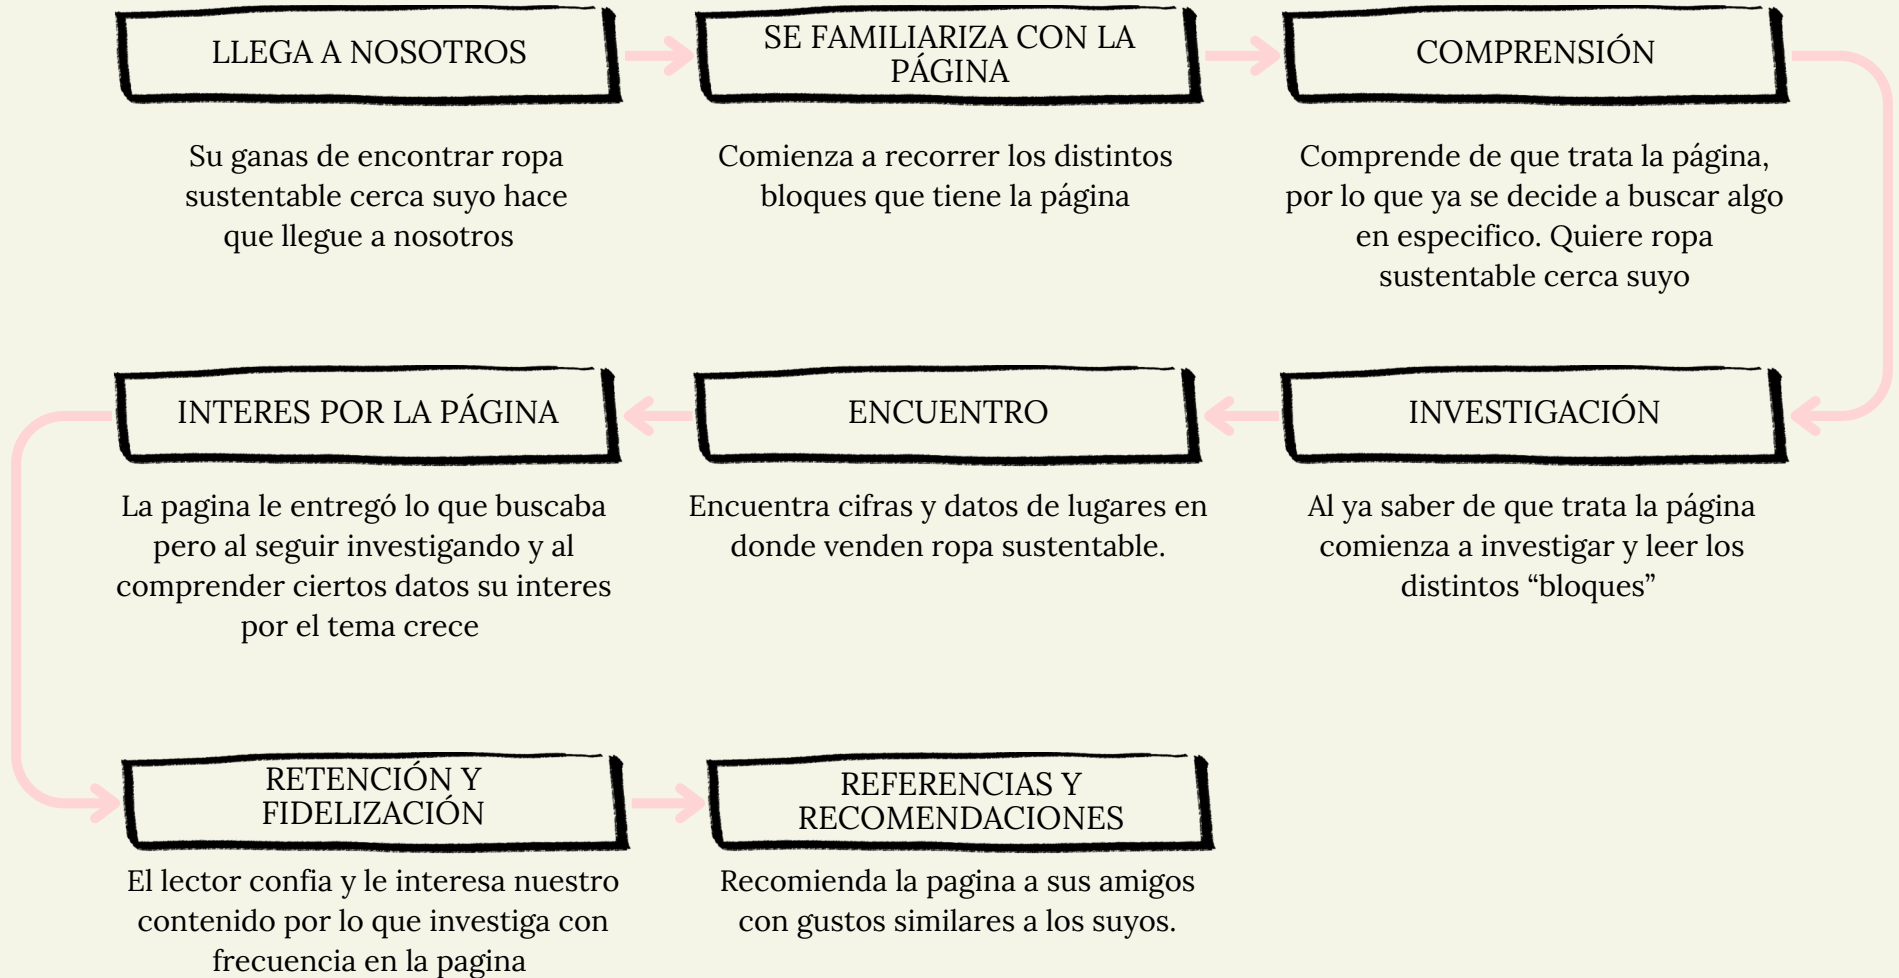 LLEGA A NOSOTROS
Su ganas de encontrar ropa
sustentable cerca suyo hace
que llegue a nosotros
SE FAMILIARIZA CON LA
PÁGINA
Comienza a recorrer los distintos
bloques que tiene la página
COMPRENSIÓN
Comprende de que trata la página,
por lo que ya se decide a buscar algo
en especifico. Quiere ropa
sustentable cerca suyo
INVESTIGACIÓN
Al ya saber de que trata la página
comienza a investigar y leer los
distintos “bloques”
ENCUENTRO
Encuentra cifras y datos de lugares en
donde venden ropa sustentable.
INTERES POR LA PÁGINA
La pagina le entregó lo que buscaba
pero al seguir investigando y al
comprender ciertos datos su interes
por el tema crece
RETENCIÓN Y
FIDELIZACIÓN
El lector confia y le interesa nuestro
contenido por lo que investiga con
frecuencia en la pagina
REFERENCIAS Y
RECOMENDACIONES
Recomienda la pagina a sus amigos
con gustos similares a los suyos.